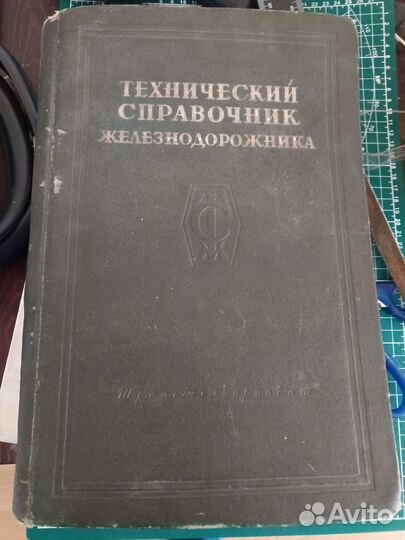 ТЕХНИЧЕСКИЙ
СПРАВОЧНИК
ЖЕЛЕЗНОДОРОЖНИКА
Трансжелдориздат
Avito